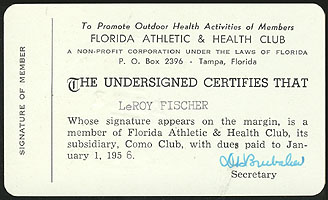 To Promote Outdoor Health Activities of Members
FLORIDA ATHLETIC & HEALTH CLUB
A NON-PROFIT CORPORATION UNDER THE LAWS OF FLORIDA
P. O. Box 2396 - Tampa, Florida
THE UNDERSIGNED CERTIFIES THAT
LeROY FISCHER
Whose signature appears on the margin, is a
member of Florida Athletic & Health Club, its
subsidiary, Como Club, with dues paid to Jan-
uary 1, 195 6.
Secretary
SIGNATURE OF MEMBER